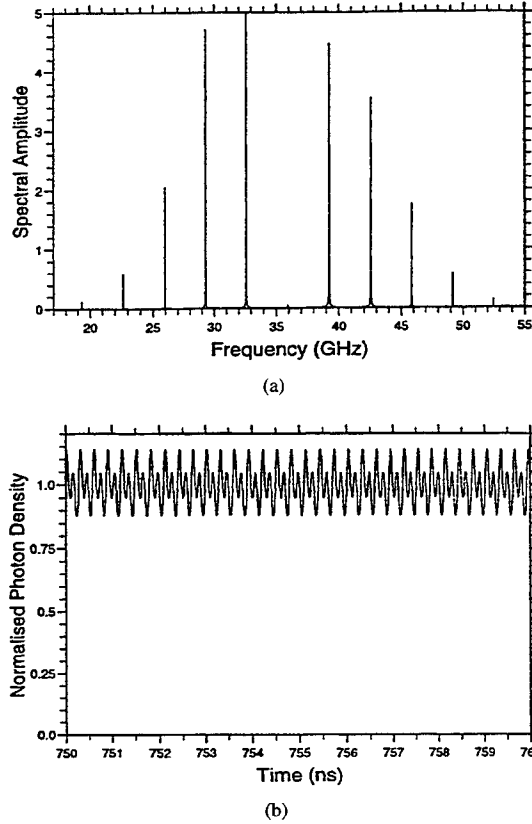 5
4
3
2
1
0
Spectral Amplitude
20 25 30 35 40 45 50 55
Frequency (GHz)
(a)
1.0
0.75
0.5
0.25
0.0
Normalised Photon Density
750 751 752 753 754 755 756 757 758 759 76
Time (ns)
(b)